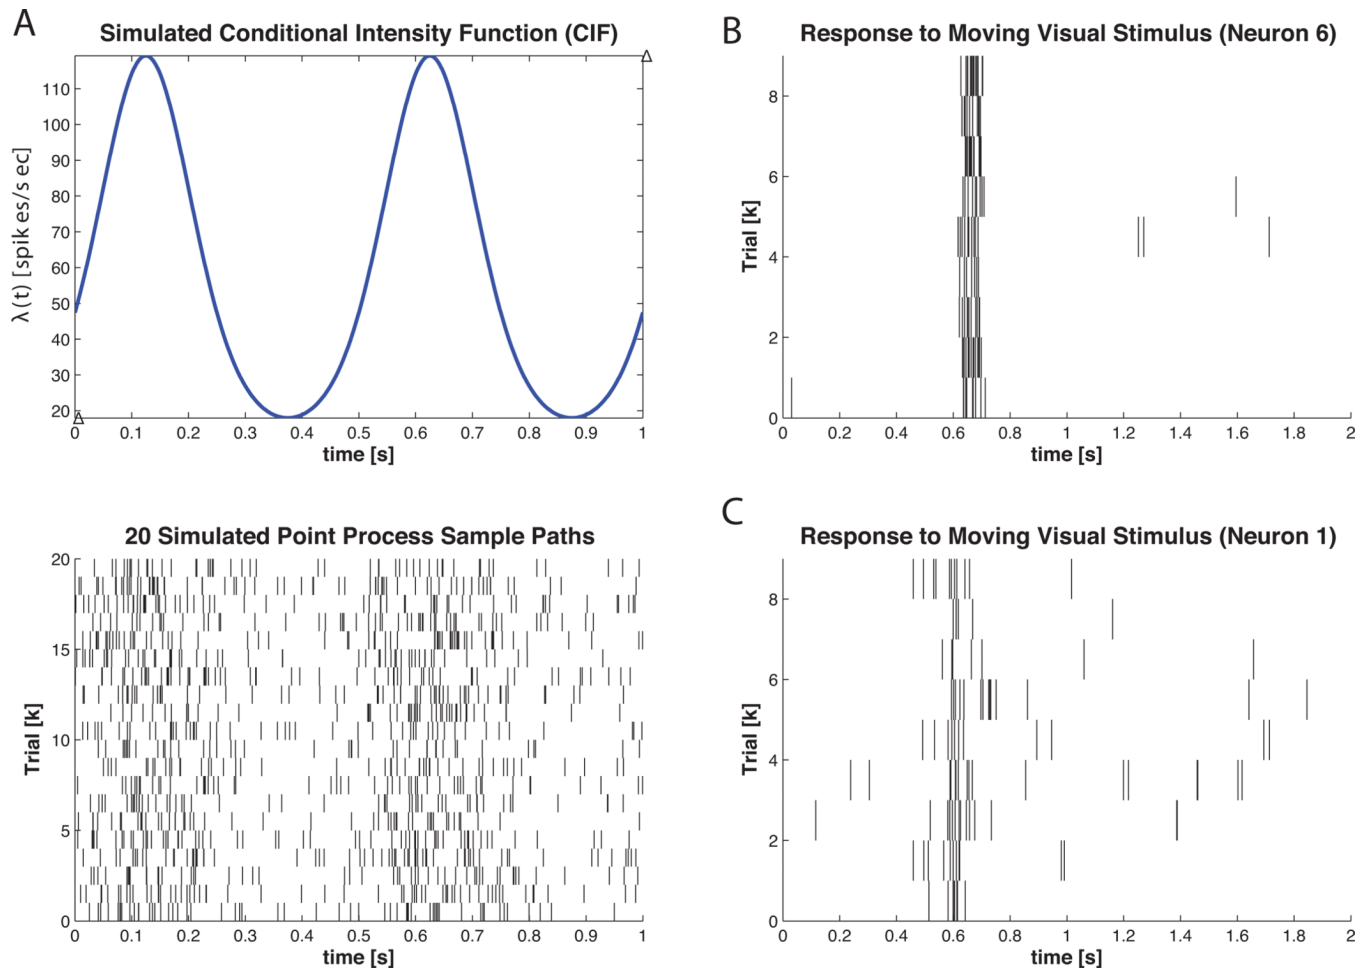 A
Simulated Conditional Intensity Function (CIF)
λ(t) [spik es/s ec]
110
100
90
80
70
60
50
40
30
20
0 0.1 0.2 0.3 0.4 0.5 0.6 0.7 0.8 0.9 1
time [s]
20 Simulated Point Process Sample Paths
Trial [k]
20
15
10
5
0
0 0.1 0.2 0.3 0.4 0.5 0.6 0.7 0.8 0.9 1
time [s]
B
Response to Moving Visual Stimulus (Neuron 6)
Trial [k]
8
6
4
2
0
0 0.2 0.4 0.6 0.8 1 1.2 1.4 1.6 1.8 2
time [s]
C
Response to Moving Visual Stimulus (Neuron 1)
Trial [k]
8
6
4
2
0
0 0.2 0.4 0.6 0.8 1 1.2 1.4 1.6 1.8 2
time [s]